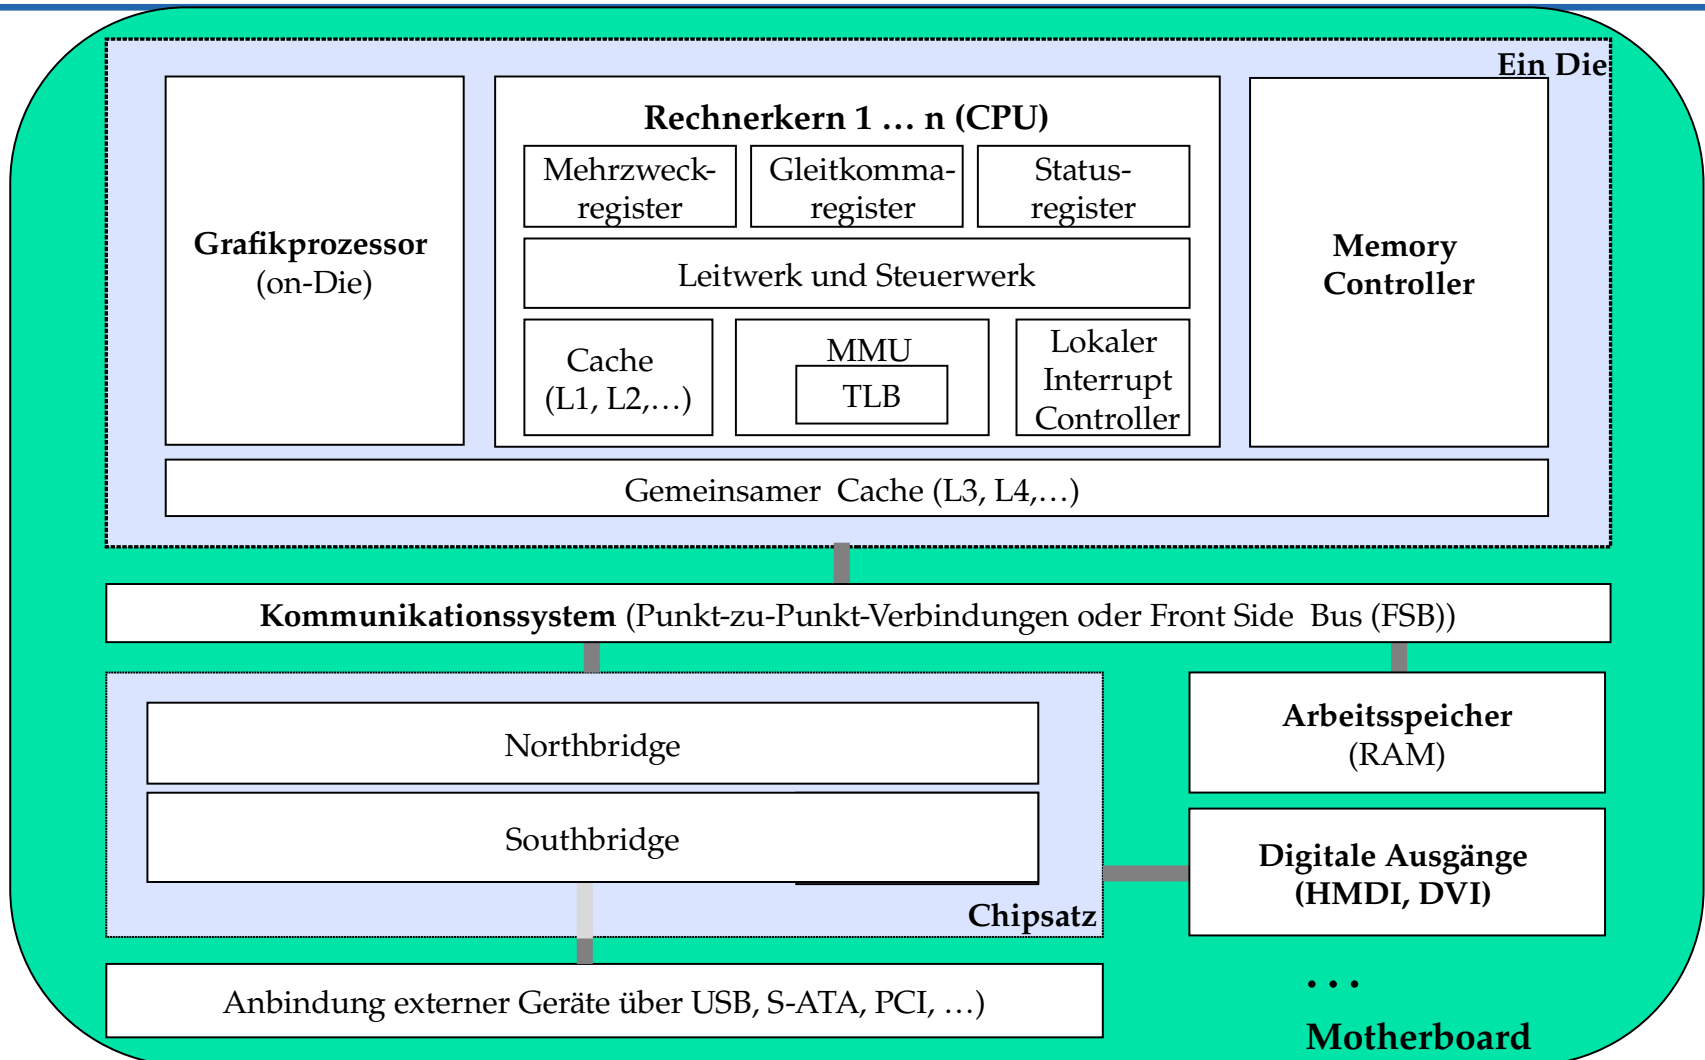 Ein Die
Rechnerkern 1 … n (CPU)
Mehrzweck-
register
Gleitkomma-
register
Status-
register
Grafikprozessor
(on-Die)
Leitwerk und Steuerwerk
Memory
Controller
Cache
(L1, L2,…)
MMU
TLB
Lokaler
Interrupt
Controller
Gemeinsamer Cache (L3, L4,…)
Kommunikationssystem (Punkt-zu-Punkt-Verbindungen oder Front Side Bus (FSB))
Northbridge
Southbridge
Chipsatz
Arbeitsspeicher
(RAM)
Digitale Ausgänge
(HMDI, DVI)
Anbindung externer Geräte über USB, S-ATA, PCI, …)
…
Motherboard